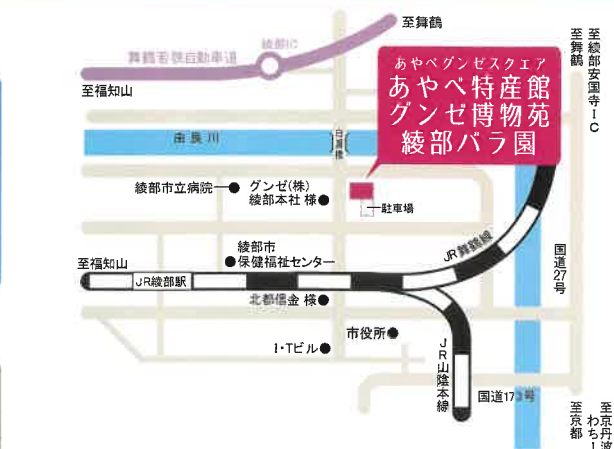 至舞鶴
綾部IC
舞鶴若狭自動車道
至福知山
至舞鶴
至綾部安国寺IC
あやべグンゼスクエア
あやべ特産館
グンゼ博物苑
綾部バラ園
由良川
白瀬橋
綾部市立病院
グンゼ(株)
綾部本社 様
駐車場
綾部市
保健福祉センター
至福知山
JR綾部駅
JR舞鶴線
国道27号
北都信金 様
市役所
I・Tビル
JR山陰本線
国道173号
至京都
至京丹波
わち